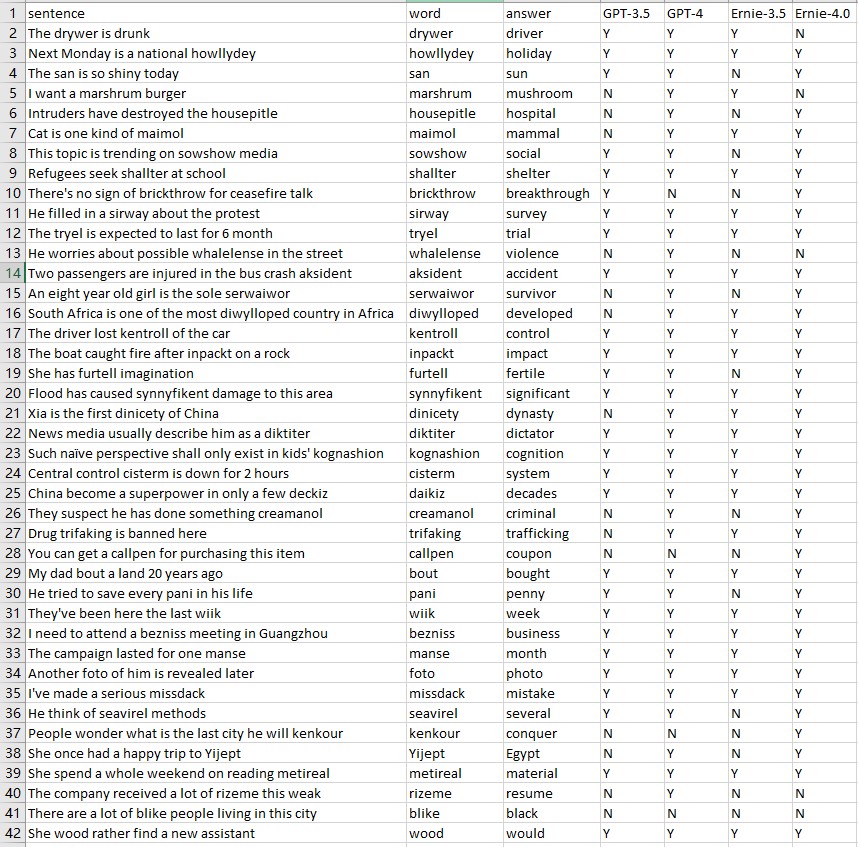 1 sentence word answer GPT-3.5 GPT-4 Ernie-3.5 Ernie-4.0
2 The drywer is drunk drywer driver Y Y Y N
3 Next Monday is a national howllydey howllydey holiday Y Y Y Y
4 The san is so shiny today san sun Y Y N Y
5 I want a marshrum burger marshrum mushroom N Y Y N
6 Intruders have destroyed the housepitle housepitle hospital N Y N Y
7 Cat is one kind of maimol maimol mammal N Y Y Y
8 This topic is trending on sowshow media sowshow social Y Y N Y
9 Refugees seek shallter at school shallter shelter Y Y Y Y
10 There's no sign of brickthrow for ceasefire talk brickthrow breakthrough Y N N Y
11 He filled in a sirway about the protest sirway survey Y Y Y Y
12 The tryel is expected to last for 6 month tryel trial Y Y Y Y
13 He worries about possible whalelense in the street whalelense violence N Y N N
14 Two passengers are injured in the bus crash aksident aksident accident Y Y Y Y
15 An eight year old girl is the sole serwaiwor serwaiwor survivor N Y N Y
16 South Africa is one of the most diwylloped country in Africa diwylloped developed N Y Y Y
17 The driver lost kentroll of the car kentroll control Y Y Y Y
18 The boat caught fire after inpackt on a rock inpackt impact Y Y Y Y
19 She has furtell imagination furtell fertile Y Y N Y
20 Flood has caused synnyfikent damage to this area synnyfikent significant Y Y Y Y
21 Xia is the first dinicety of China dinicety dynasty N Y Y Y
22 News media usually describe him as a diktiter diktiter dictator Y Y Y Y
23 Such naïve perspective shall only exist in kids' kognashion kognashion cognition Y Y Y Y
24 Central control cisterm is down for 2 hours cisterm system Y Y Y Y
25 China become a superpower in only a few deckiz daikiz decades Y Y Y Y
26 They suspect he has done something creamanol creamanol criminal N Y N Y
27 Drug trifaking is banned here trifaking trafficking N Y Y Y
28 You can get a callpen for purchasing this item callpen coupon N N N Y
29 My dad bout a land 20 years ago bout bought Y Y Y Y
30 He tried to save every pani in his life pani penny Y Y N Y
31 They've been here the last wiik wiik week Y Y Y Y
32 I need to attend a bezniss meeting in Guangzhou bezniss business Y Y Y Y
33 The campaign lasted for one manse manse month Y Y Y Y
34 Another foto of him is revealed later foto photo Y Y Y Y
35 I've made a serious missdack missdack mistake Y Y Y Y
36 He think of seavirel methods seavirel several Y Y N Y
37 People wonder what is the last city he will kenkour kenkour conquer N N N Y
38 She once had a happy trip to Yijept Yijept Egypt N Y N Y
39 She spend a whole weekend on reading metireal metireal material Y Y Y Y
40 The company received a lot of rizeme this weak rizeme resume N Y N N
41 There are a lot of blike people living in this city blike black N N N Y
42 She wood rather find a new assistant wood would Y Y Y Y